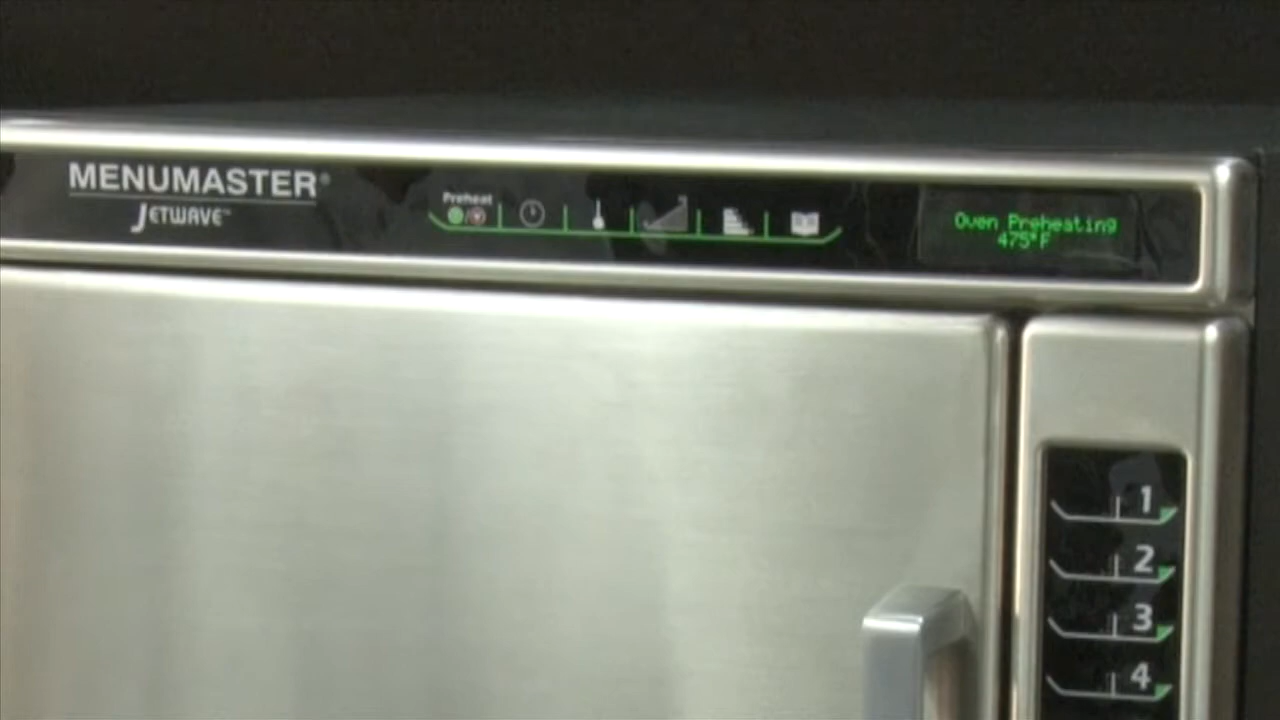 MENUMASTER®
JETWAVE™
Preheat
Oven Preheating
475°F
1
2
3
4